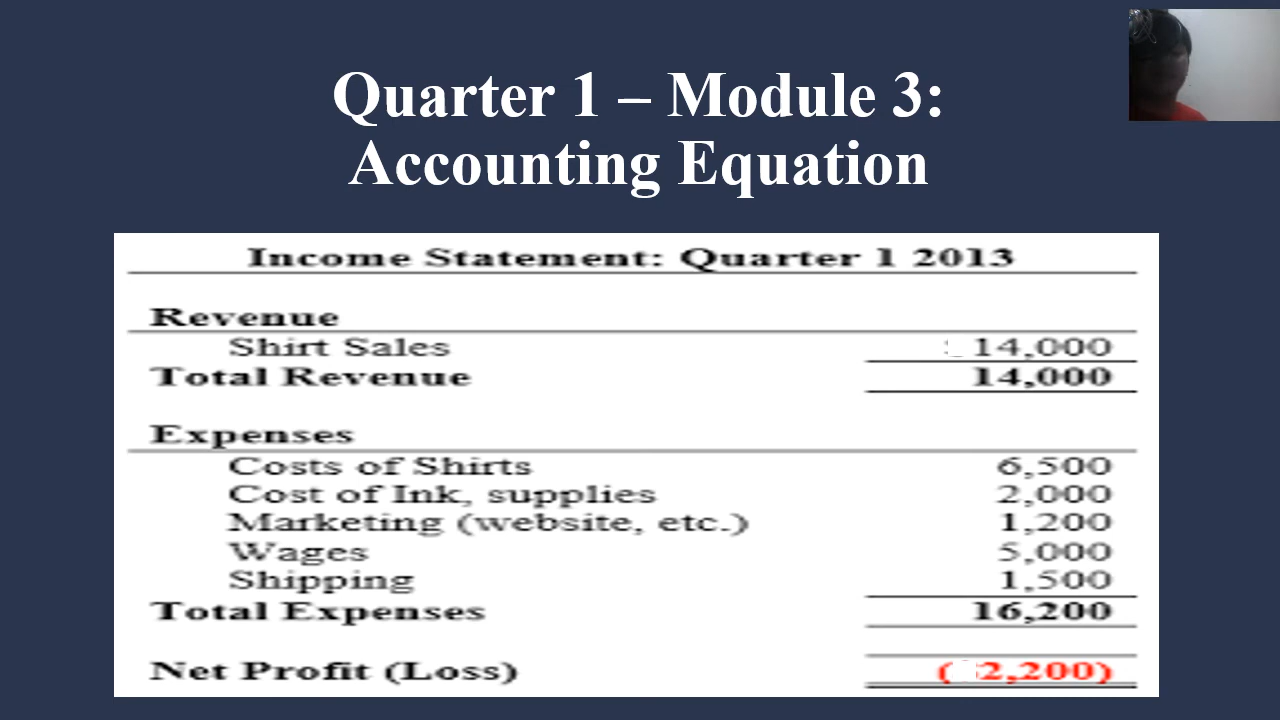 Quarter 1 – Module 3:
Accounting Equation
Income Statement: Quarter 1 2013
Revenue
Shirt Sales 14,000
Total Revenue 14,000
Expenses
Costs of Shirts 6,500
Cost of Ink, supplies 2,000
Marketing (website, etc.) 1,200
Wages 5,000
Shipping 1,500
Total Expenses 16,200
Net Profit (Loss) (2,200)